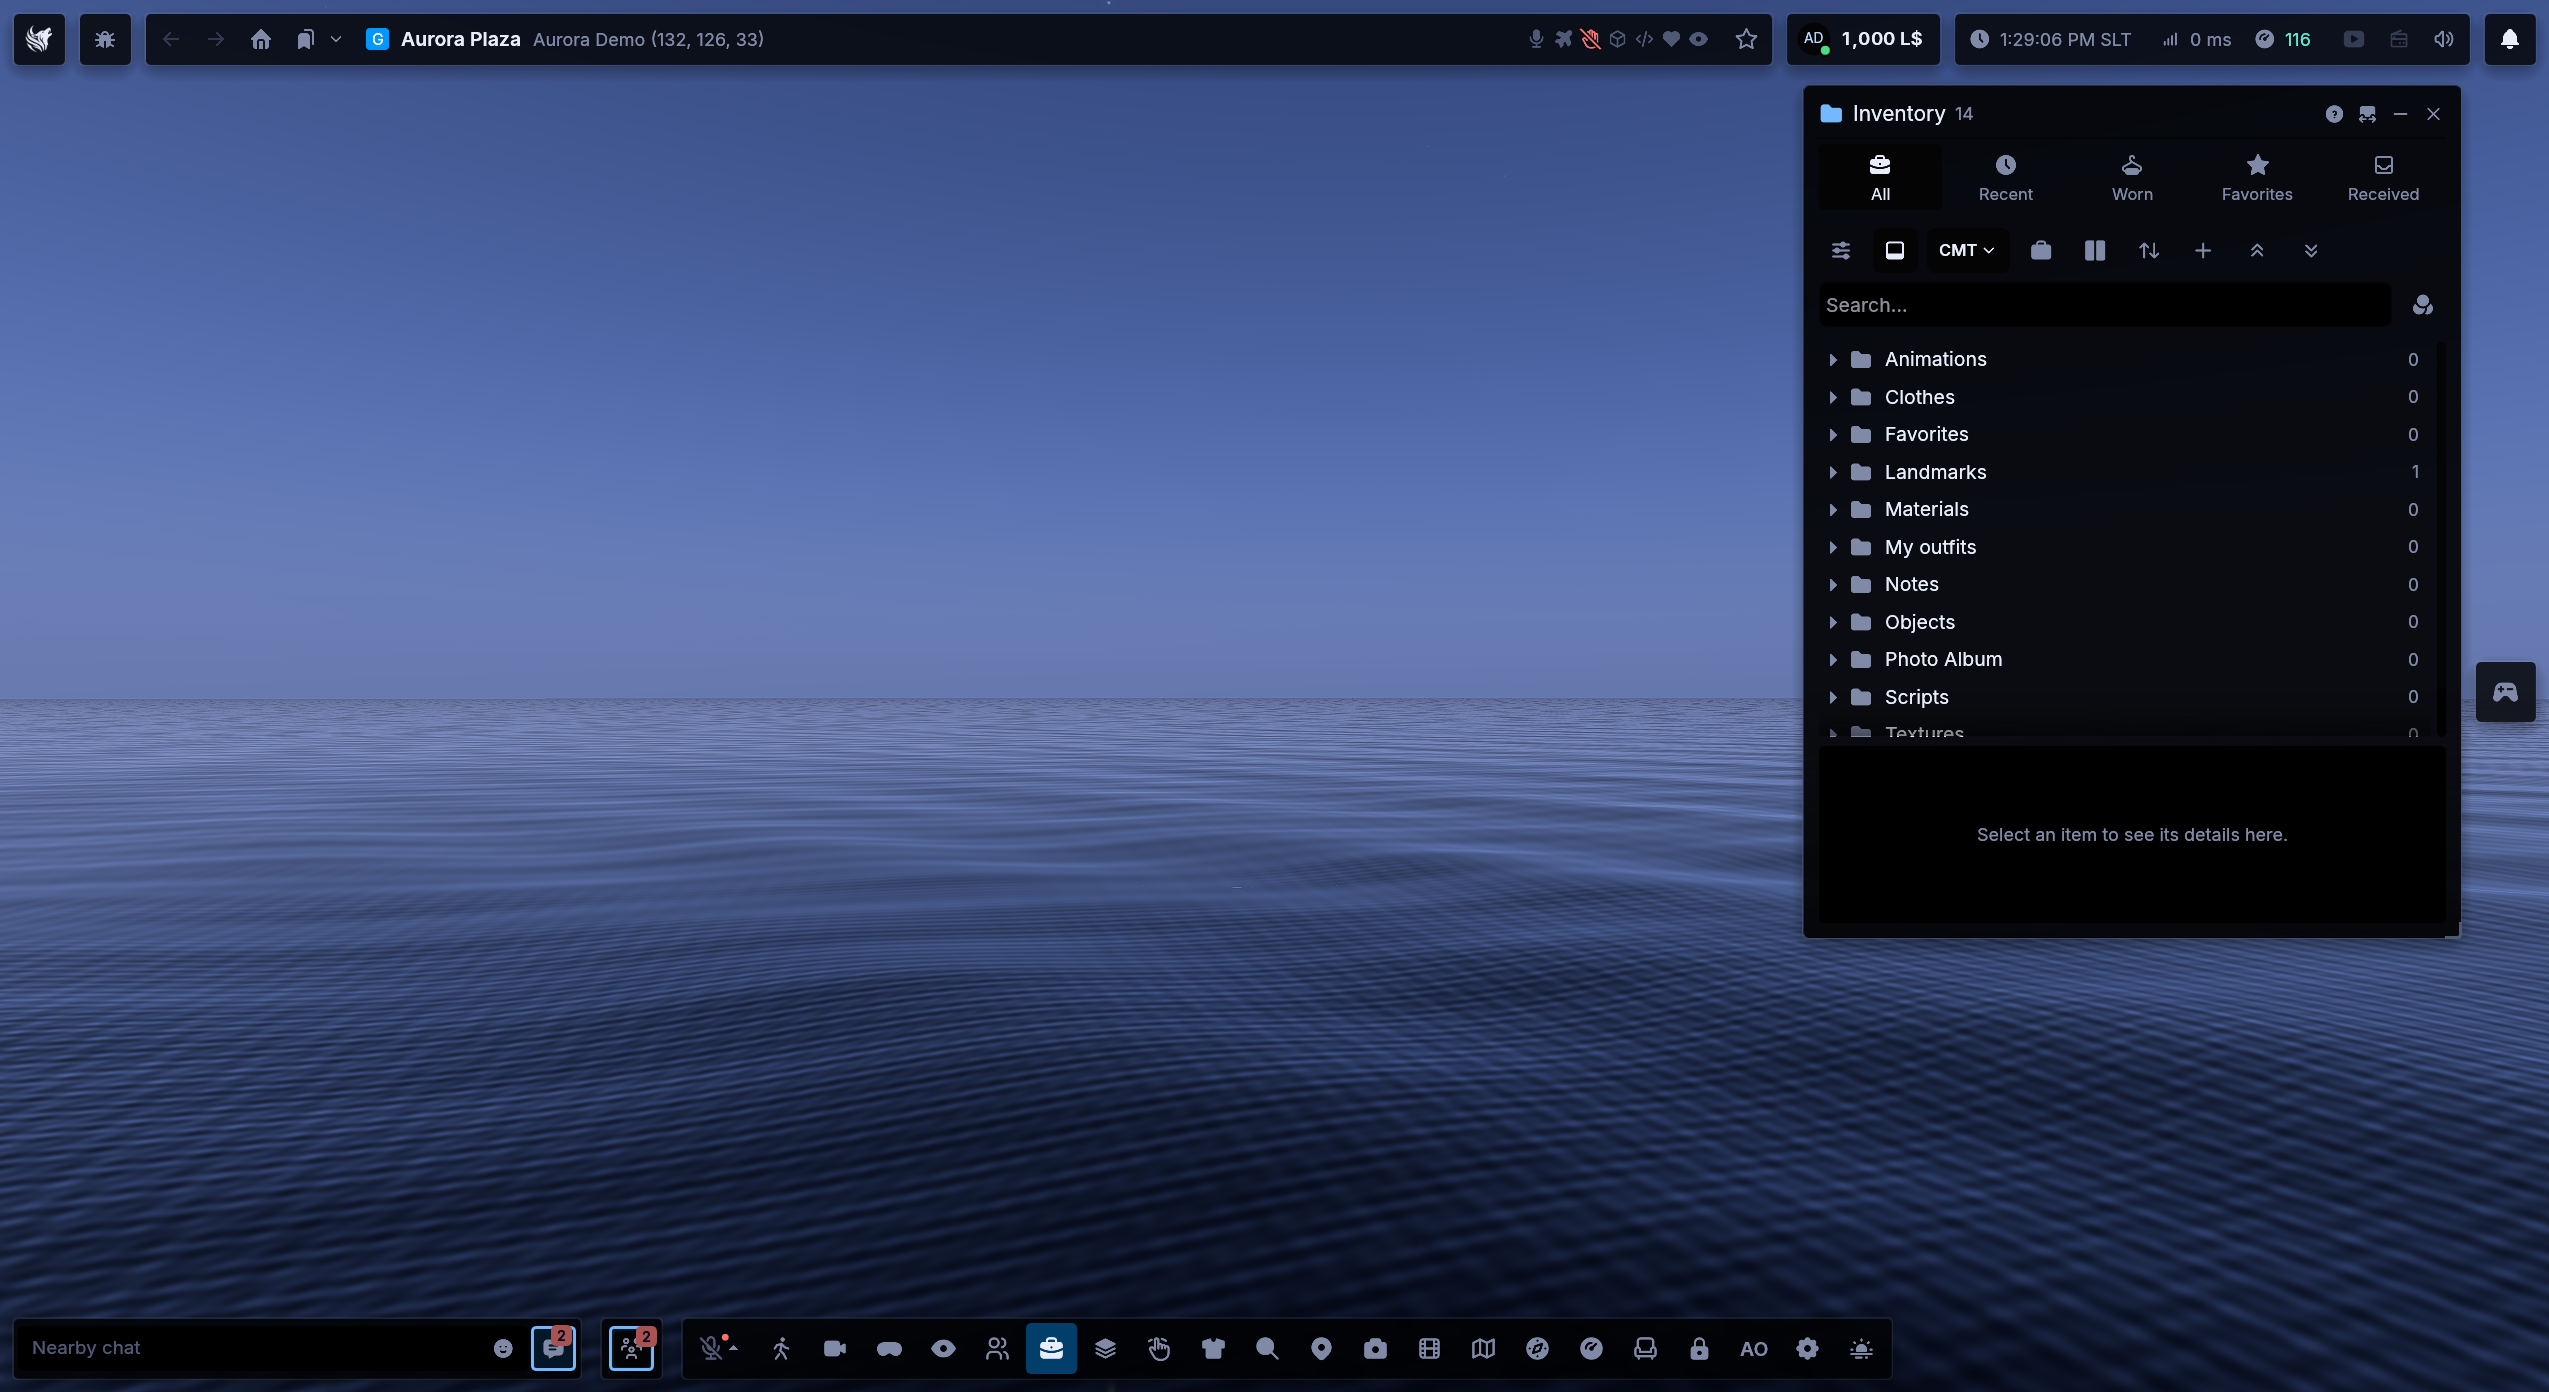 G Aurora Plaza Aurora Demo (132, 126, 33)
AD 1,000 L$
1:29:06 PM SLT 0 ms 116
Inventory 14
All Recent Worn Favorites Received
CMT
Search...
Animations 0
Clothes 0
Favorites 0
Landmarks 1
Materials 0
My outfits 0
Notes 0
Objects 0
Photo Album 0
Scripts 0
Textures 0
Select an item to see its details here.
Nearby chat 2 2 AO